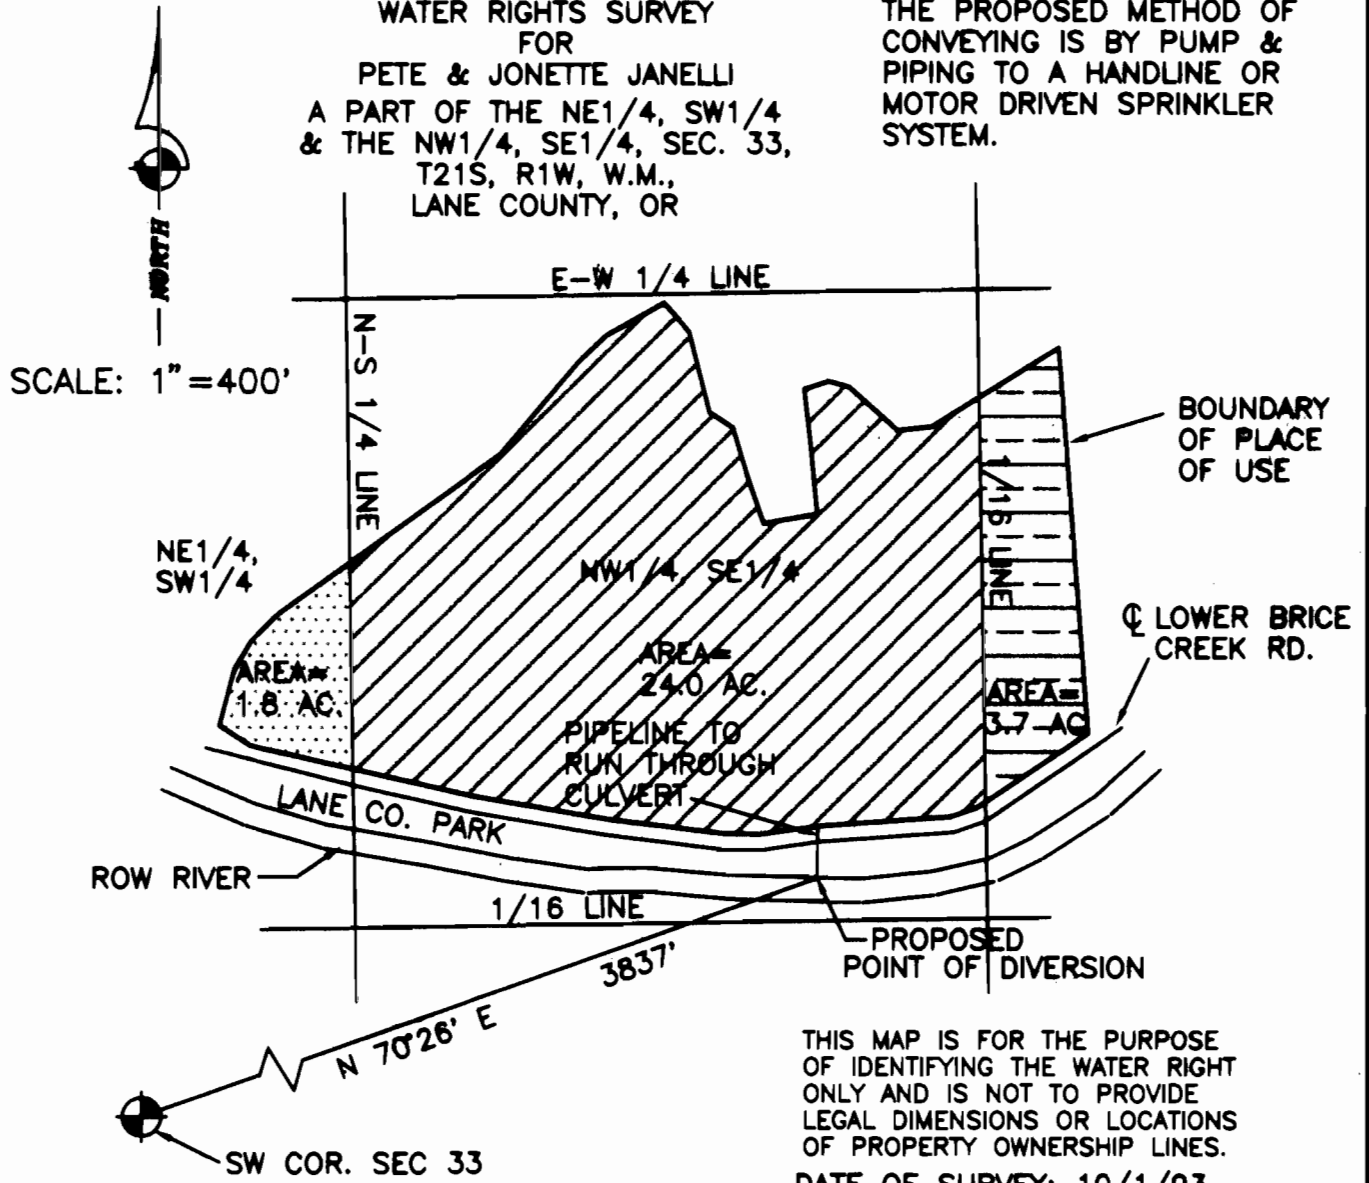 WATER RIGHTS SURVEY
FOR
PETE & JONETTE JANELLI
A PART OF THE NE1/4, SW1/4
& THE NW1/4, SE1/4, SEC. 33,
T21S, R1W, W.M.,
LANE COUNTY, OR
THE PROPOSED METHOD OF
CONVEYING IS BY PUMP &
PIPING TO A HANDLINE OR
MOTOR DRIVEN SPRINKLER
SYSTEM.
NORTH
SCALE: 1"=400'
E-W 1/4 LINE
N-S 1/4 LINE
BOUNDARY
OF PLACE
OF USE
1/16 LINE
NE1/4,
SW1/4
NW1/4, SE1/4
℄ LOWER BRICE
CREEK RD.
AREA=
1.8 AC.
AREA=
24.0 AC.
AREA=
3.7 AC
PIPELINE TO
RUN THROUGH
CULVERT
LANE CO. PARK
ROW RIVER
1/16 LINE
PROPOSED
POINT OF DIVERSION
3837'
N 70°26' E
SW COR. SEC 33
THIS MAP IS FOR THE PURPOSE
OF IDENTIFYING THE WATER RIGHT
ONLY AND IS NOT TO PROVIDE
LEGAL DIMENSIONS OR LOCATIONS
OF PROPERTY OWNERSHIP LINES.
DATE OF SURVEY: 10/1/93